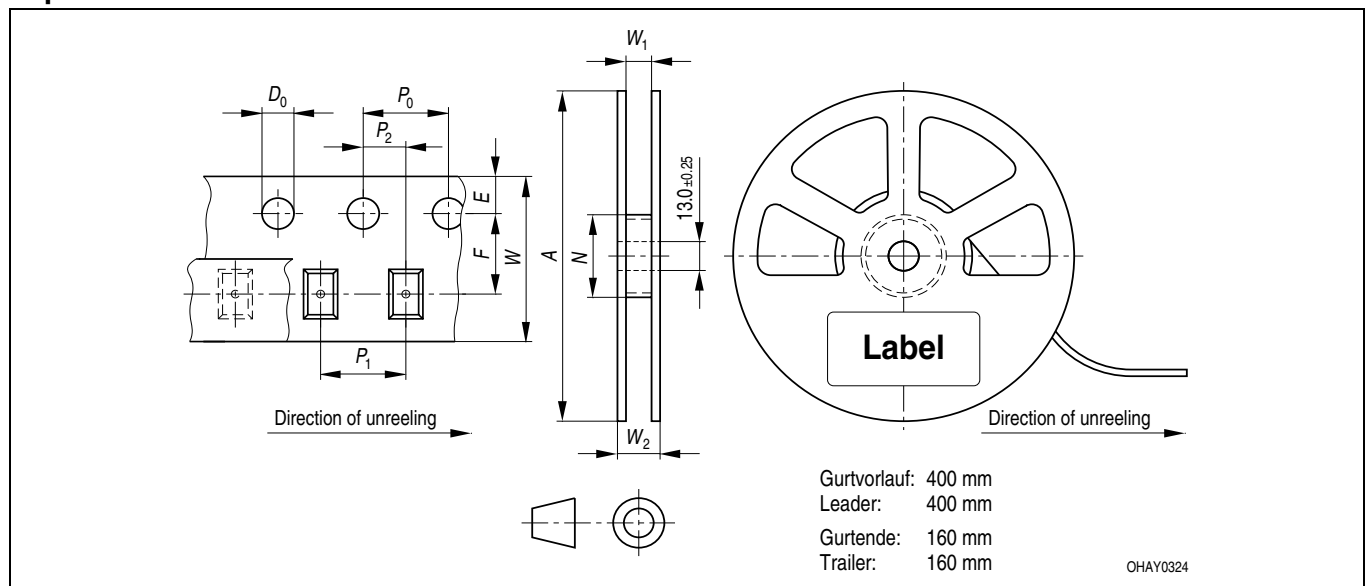 W₁
D₀
P₀
P₂
E
F
W
A
N
13.0 ±0.25
P₁
Label
Direction of unreeling
W₂
Direction of unreeling
Gurtvorlauf: 400 mm
Leader: 400 mm
Gurtende: 160 mm
Trailer: 160 mm
OHAY0324